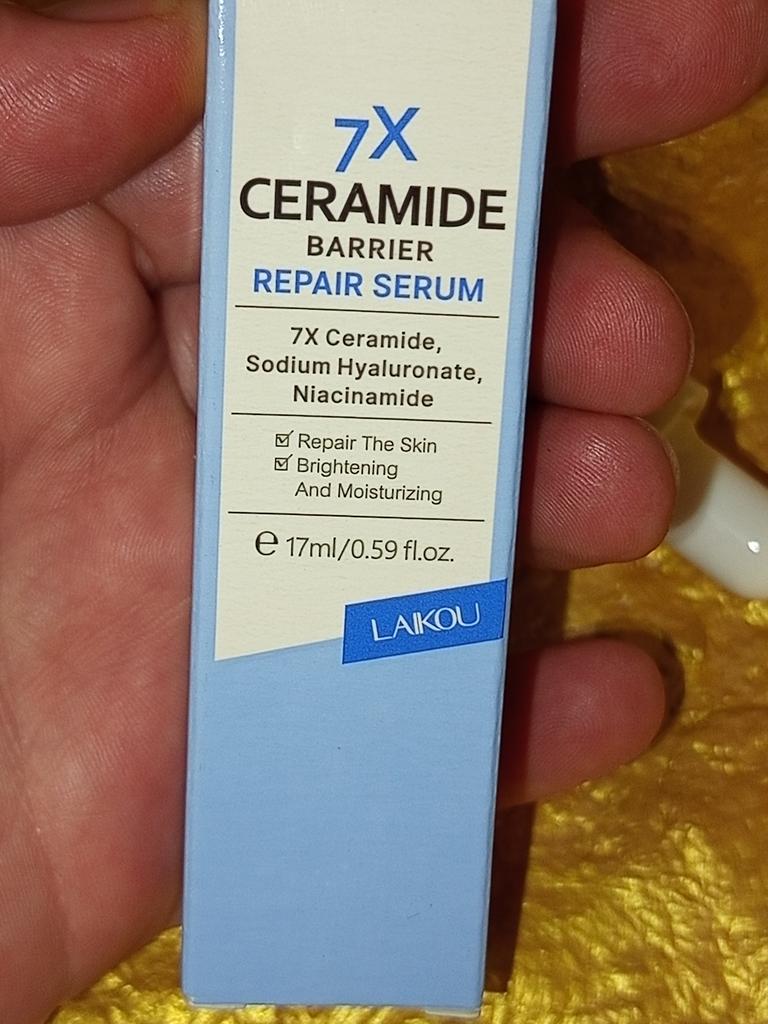 7X
CERAMIDE
BARRIER
REPAIR SERUM
7X Ceramide,
Sodium Hyaluronate,
Niacinamide
☑ Repair The Skin
☑ Brightening
And Moisturizing
℮ 17ml/0.59 fl.oz.
LAIKOU